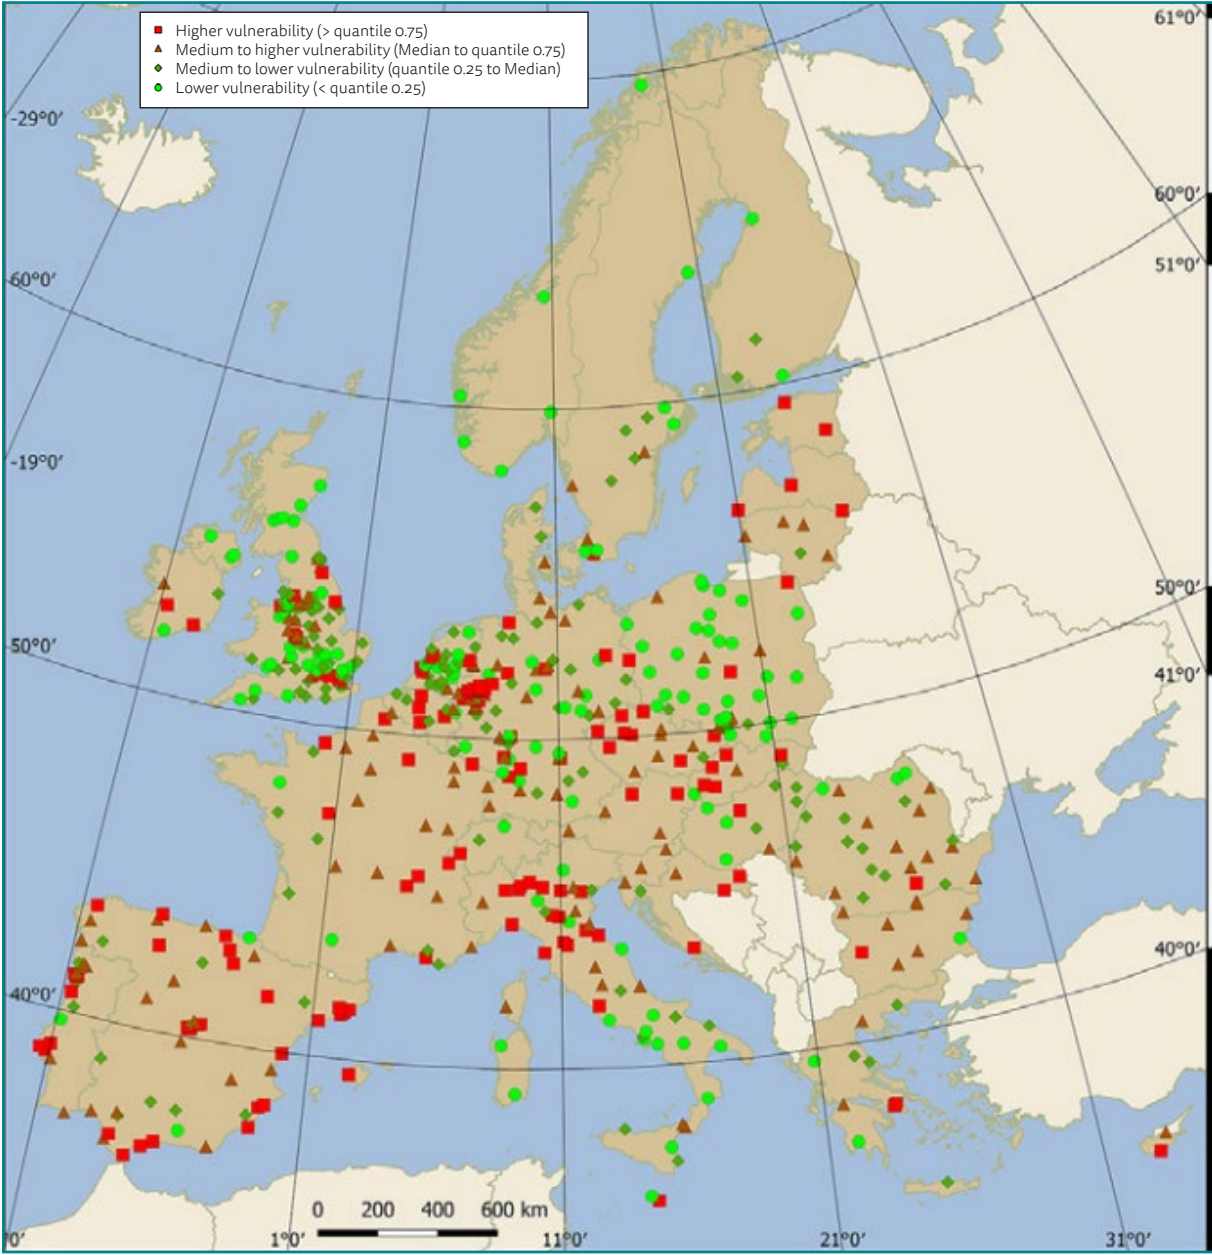 Higher vulnerability (> quantile 0.75)
Medium to higher vulnerability (Median to quantile 0.75)
Medium to lower vulnerability (quantile 0.25 to Median)
Lower vulnerability (< quantile 0.25)
61°0′
-29°0′
60°0′
51°0′
60°0′
-19°0′
50°0′
50°0′
41°0′
40°0′
40°0′
0 200 400 600 km
0′ 1°0′ 11°0′ 21°0′ 31°0′